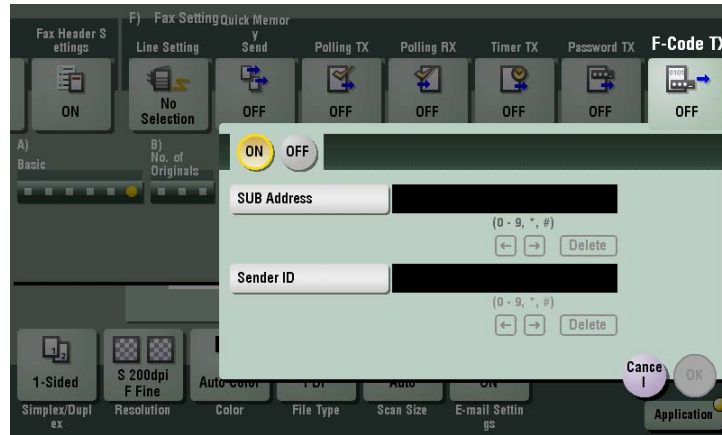 F) Fax Setting
Quick Memor
y
Send
Fax Header S
ettings
Line Setting
Polling TX
Polling RX
Timer TX
Password TX
F-Code TX
ON
No
Selection
OFF
OFF
OFF
OFF
OFF
OFF
A)
Basic
B)
No. of
Originals
ON
OFF
SUB Address
(0 - 9, *, #)
← → Delete
Sender ID
(0 - 9, *, #)
← → Delete
Cance
l
OK
1-Sided
S 200dpi
F Fine
Auto Color
PDF
Auto
ON
Simplex/Dupl
ex
Resolution
Color
File Type
Scan Size
E-mail Settin
gs
Application